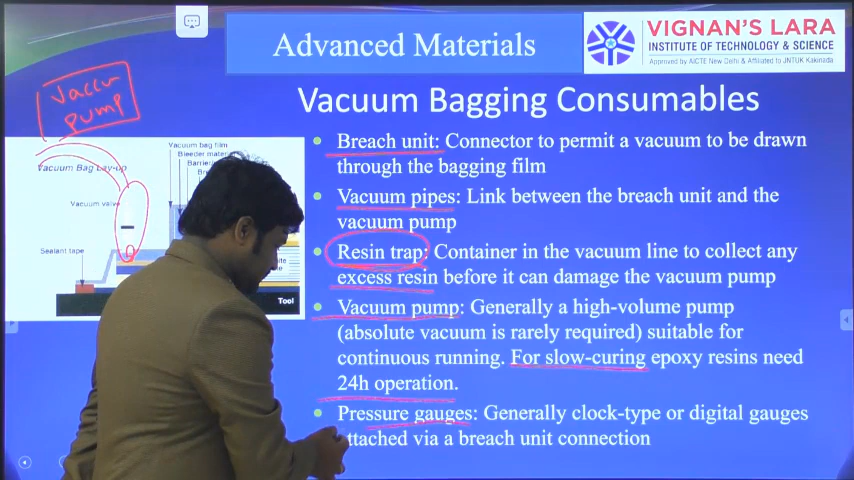 Advanced Materials
VIGNAN'S LARA
INSTITUTE OF TECHNOLOGY & SCIENCE
Approved by AICTE New Delhi & Affiliated to JNTUK Kakinada
Vacuum Bagging Consumables
Vaccum
pump
Vacuum Bag Lay-up
Vacuum bag film
Bleeder mater
Barrier
Vacuum valve
Sealant tape
Tool
Breach unit: Connector to permit a vacuum to be drawn
through the bagging film
Vacuum pipes: Link between the breach unit and the
vacuum pump
Resin trap: Container in the vacuum line to collect any
excess resin before it can damage the vacuum pump
Vacuum pump: Generally a high-volume pump
(absolute vacuum is rarely required) suitable for
continuous running. For slow-curing epoxy resins need
24h operation.
Pressure gauges: Generally clock-type or digital gauges
attached via a breach unit connection